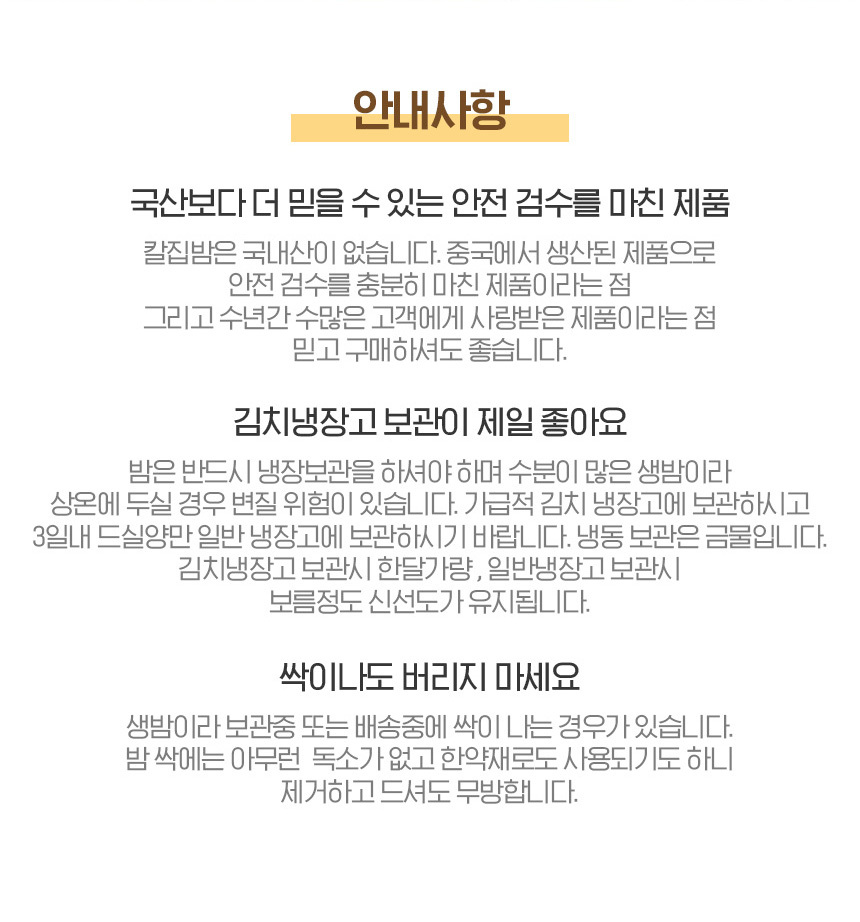 안내사항
국산보다 더 믿을 수 있는 안전 검수를 마친 제품
칼집밤은 국내산이 없습니다. 중국에서 생산된 제품으로
안전 검수를 충분히 마친 제품이라는 점
그리고 수년간 수많은 고객에게 사랑받은 제품이라는 점
믿고 구매하셔도 좋습니다.
김치냉장고 보관이 제일 좋아요
밤은 반드시 냉장보관을 하셔야 하며 수분이 많은 생밤이라
상온에 두실 경우 변질 위험이 있습니다. 가급적 김치 냉장고에 보관하시고
3일내 드실양만 일반 냉장고에 보관하시기 바랍니다. 냉동 보관은 금물입니다.
김치냉장고 보관시 한달가량 , 일반냉장고 보관시
보름정도 신선도가 유지됩니다.
싹이나도 버리지 마세요
생밤이라 보관중 또는 배송중에 싹이 나는 경우가 있습니다.
밤 싹에는 아무런  독소가 없고 한약재로도 사용되기도 하니
제거하고 드셔도 무방합니다.